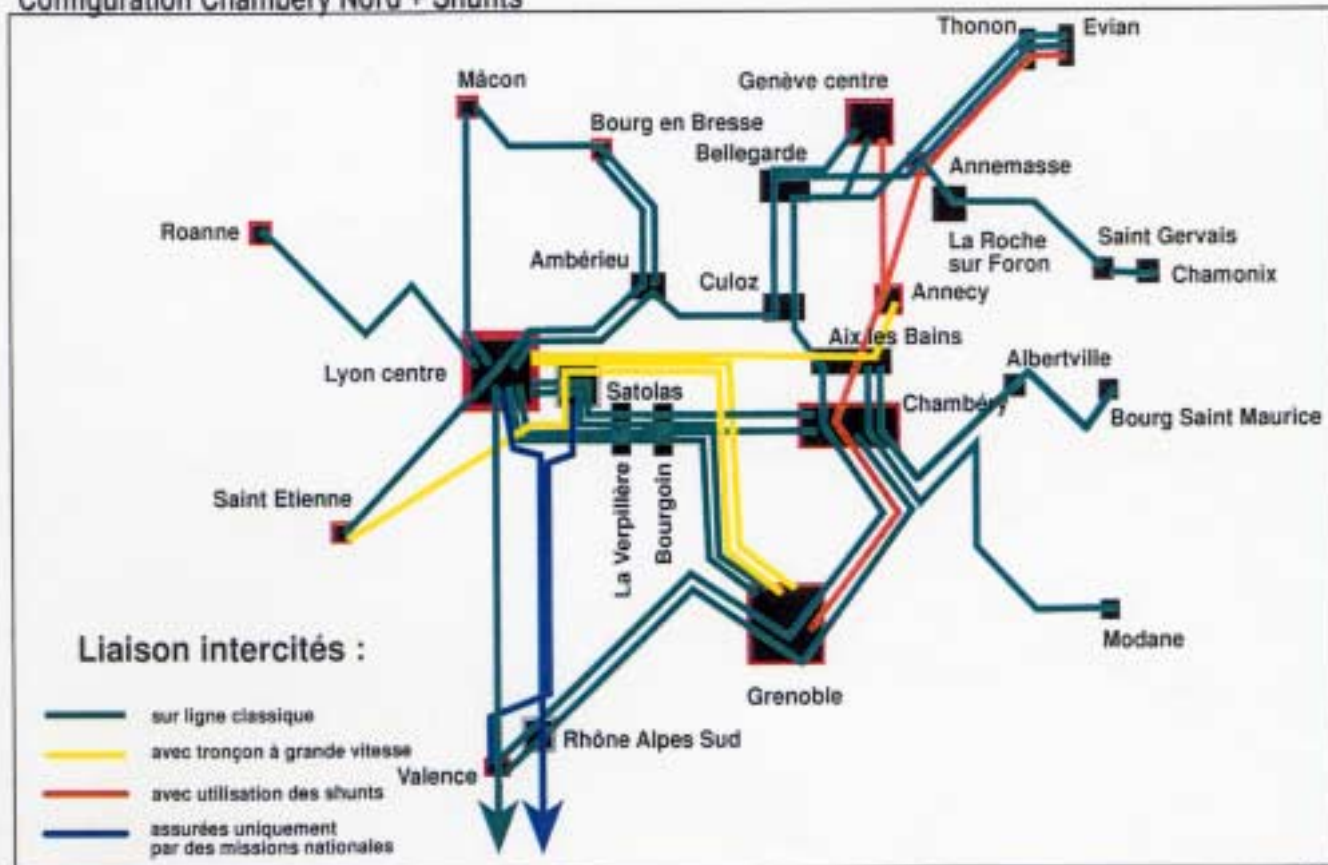 Configuration Chambéry Nord + Shunts
Thonon
Evian
Mâcon
Genève centre
Bourg en Bresse
Bellegarde
Annemasse
Roanne
La Roche
sur Foron
Saint Gervais
Chamonix
Ambérieu
Culoz
Annecy
Aix les Bains
Lyon centre
Albertville
Satolas
Chambéry
Bourg Saint Maurice
Saint Etienne
La Verpillère
Bourgoin
Modane
Grenoble
Rhône Alpes Sud
Valence
Liaison intercités :
sur ligne classique
avec tronçon à grande vitesse
avec utilisation des shunts
assurées uniquement
par des missions nationales